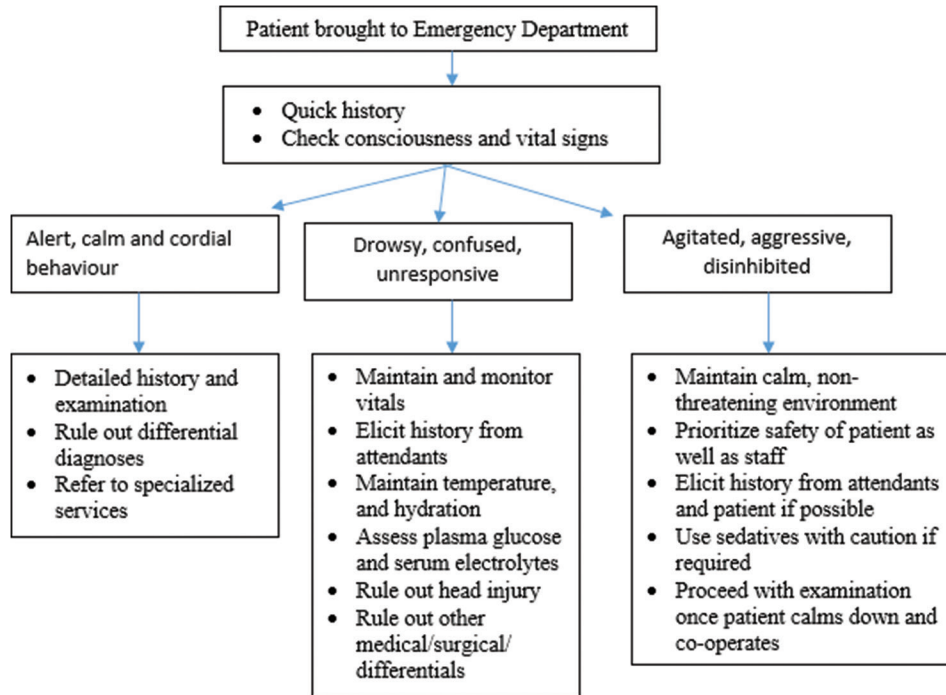 Patient brought to Emergency Department
• Quick history
• Check consciousness and vital signs
Alert, calm and cordial
behaviour
Drowsy, confused,
unresponsive
Agitated, aggressive,
disinhibited
• Detailed history and
examination
• Rule out differential
diagnoses
• Refer to specialized
services
• Maintain and monitor
vitals
• Elicit history from
attendants
• Maintain temperature,
and hydration
• Assess plasma glucose
and serum electrolytes
• Rule out head injury
• Rule out other
medical/surgical/
differentials
• Maintain calm, non-
threatening environment
• Prioritize safety of patient as
well as staff
• Elicit history from attendants
and patient if possible
• Use sedatives with caution if
required
• Proceed with examination
once patient calms down and
co-operates